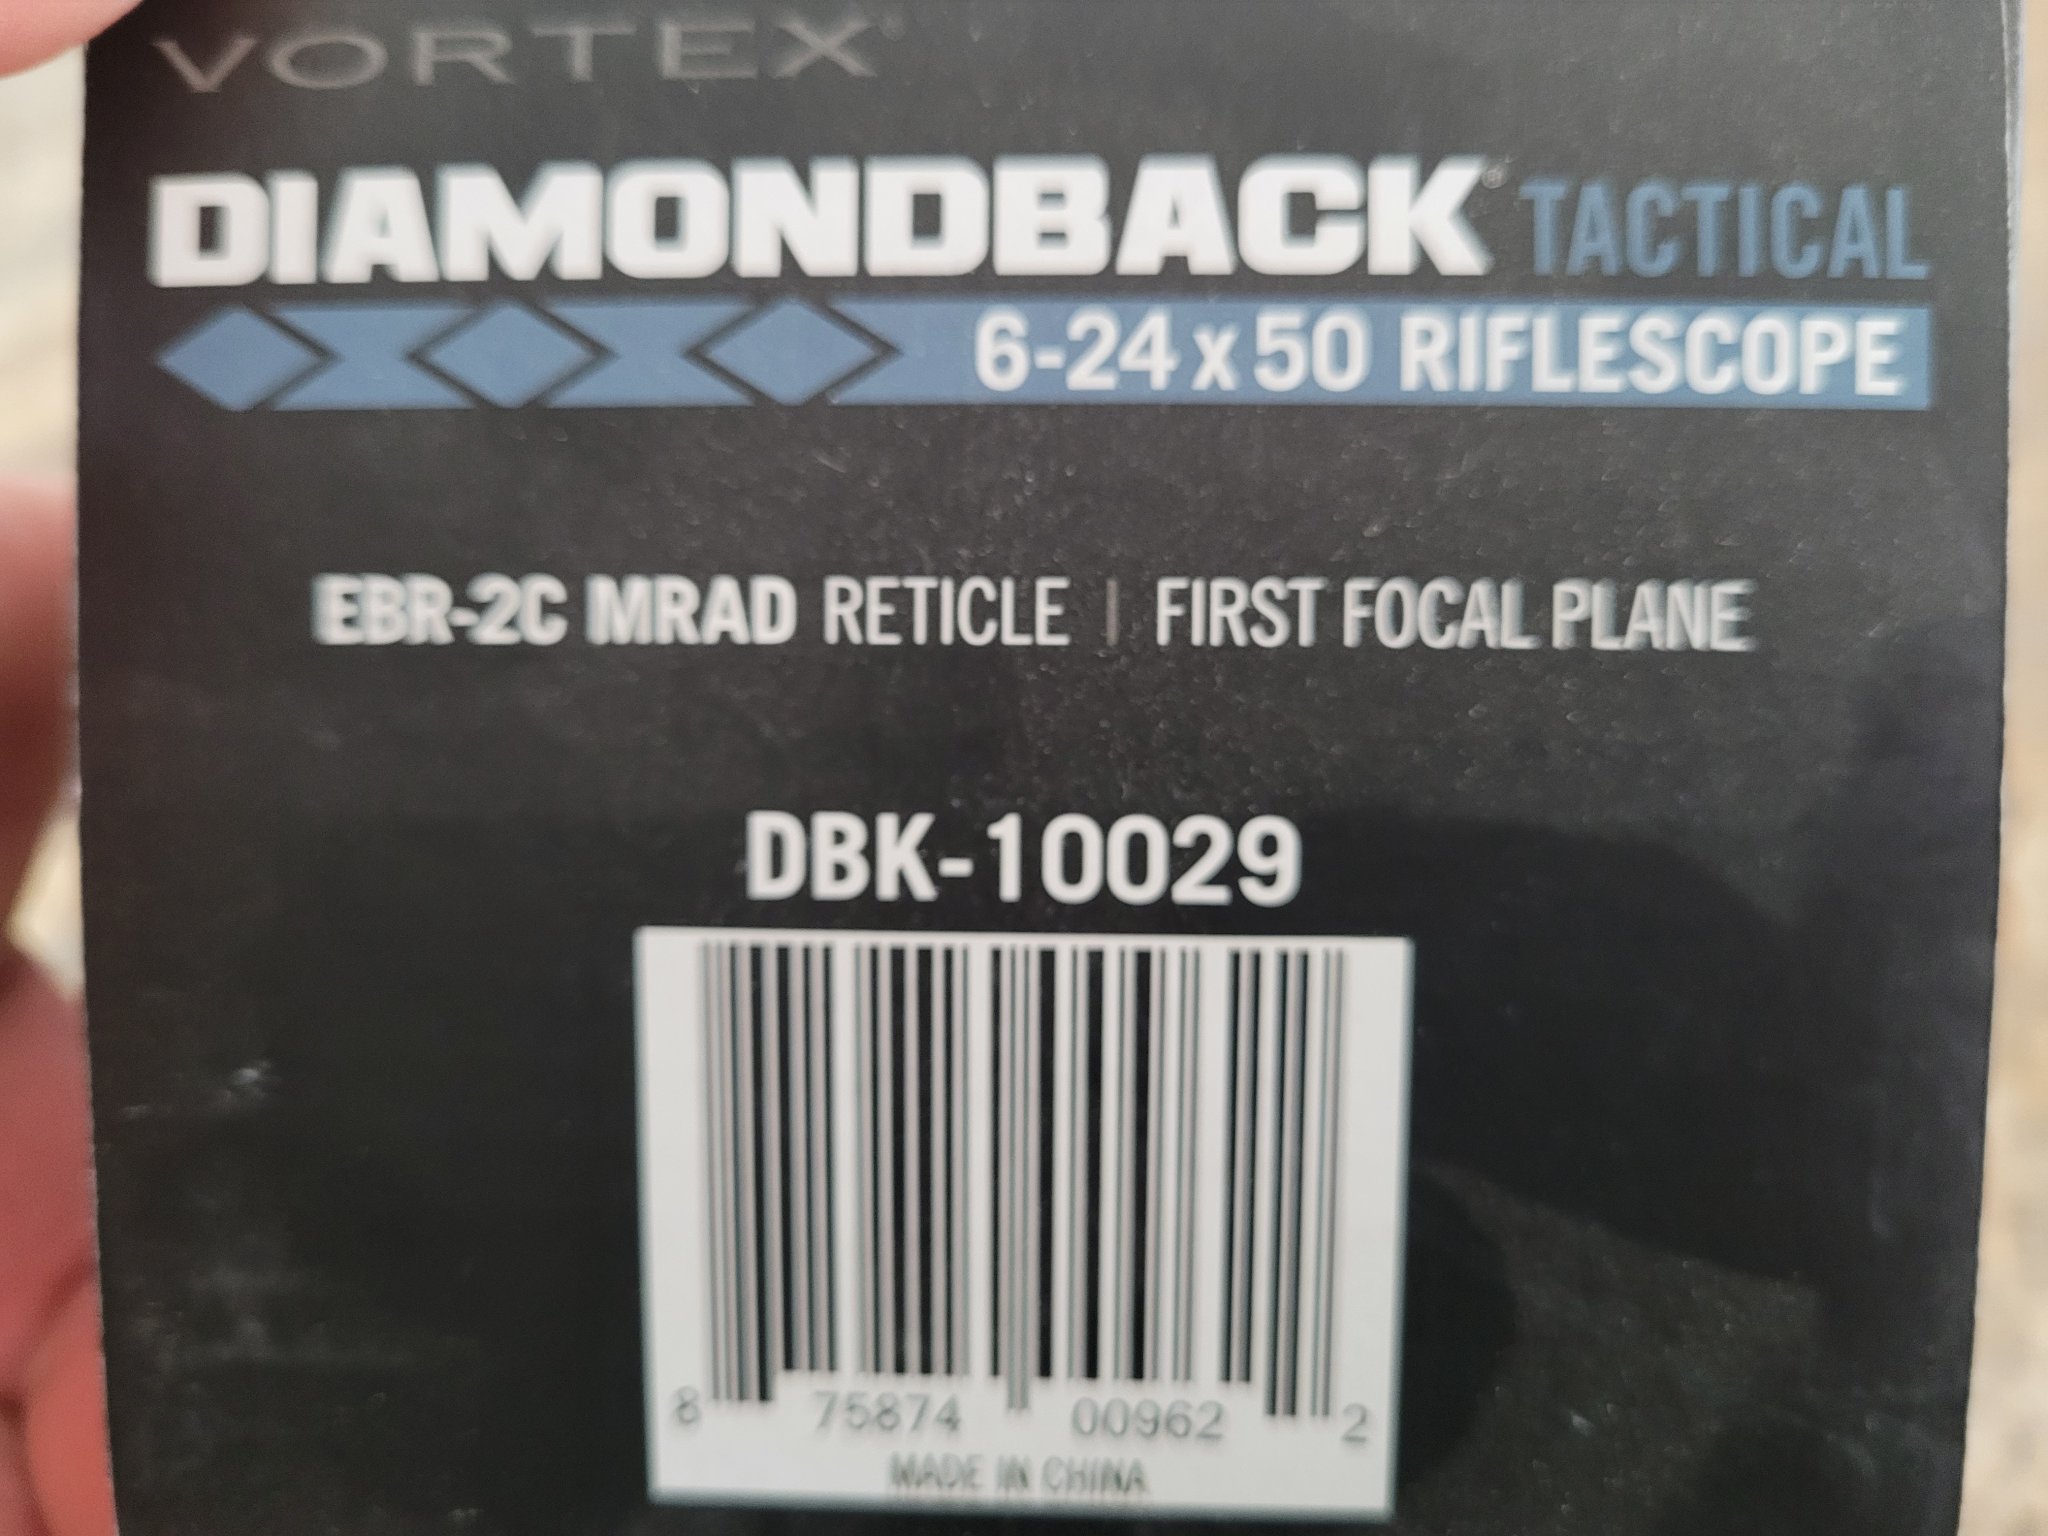 VORTEX®
DIAMONDBACK® TACTICAL
6-24 x 50 RIFLESCOPE
EBR-2C MRAD RETICLE | FIRST FOCAL PLANE
DBK-10029
8 75874 00962 2
MADE IN CHINA